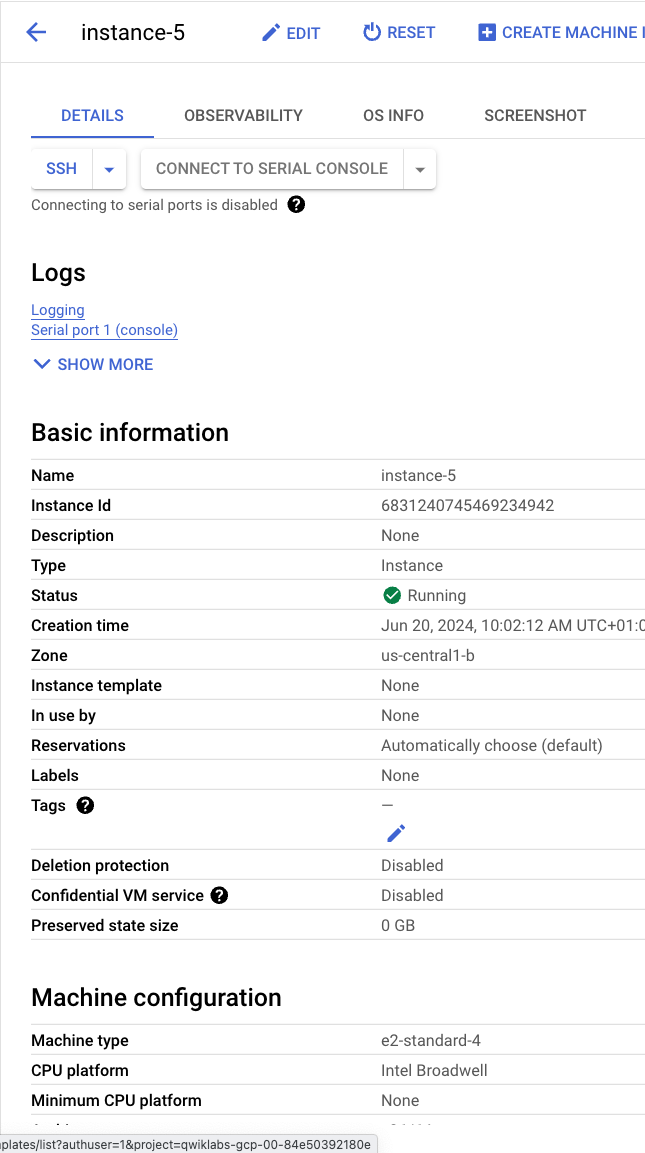 instance-5 EDIT RESET CREATE MACHINE
DETAILS OBSERVABILITY OS INFO SCREENSHOT
SSH CONNECT TO SERIAL CONSOLE
Connecting to serial ports is disabled ?
Logs
Logging
Serial port 1 (console)
SHOW MORE
Basic information
Name instance-5
Instance Id 6831240745469234942
Description None
Type Instance
Status Running
Creation time Jun 20, 2024, 10:02:12 AM UTC+01:0
Zone us-central1-b
Instance template None
In use by None
Reservations Automatically choose (default)
Labels None
Tags ? —
Deletion protection Disabled
Confidential VM service ? Disabled
Preserved state size 0 GB
Machine configuration
Machine type e2-standard-4
CPU platform Intel Broadwell
Minimum CPU platform None
plates/list?authuser=1&project=qwiklabs-gcp-00-84e50392180e